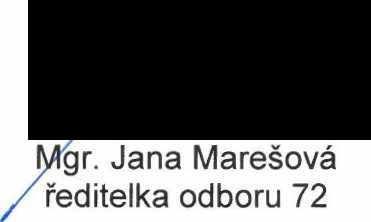 Mgr. Jana Marešová
ředitelka odboru 72